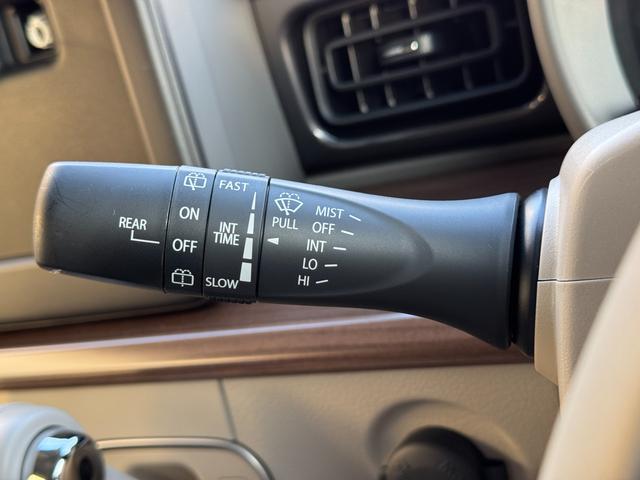 REAR
ON
OFF
FAST
INT
TIME
SLOW
PULL
MIST
OFF
INT
LO
HI